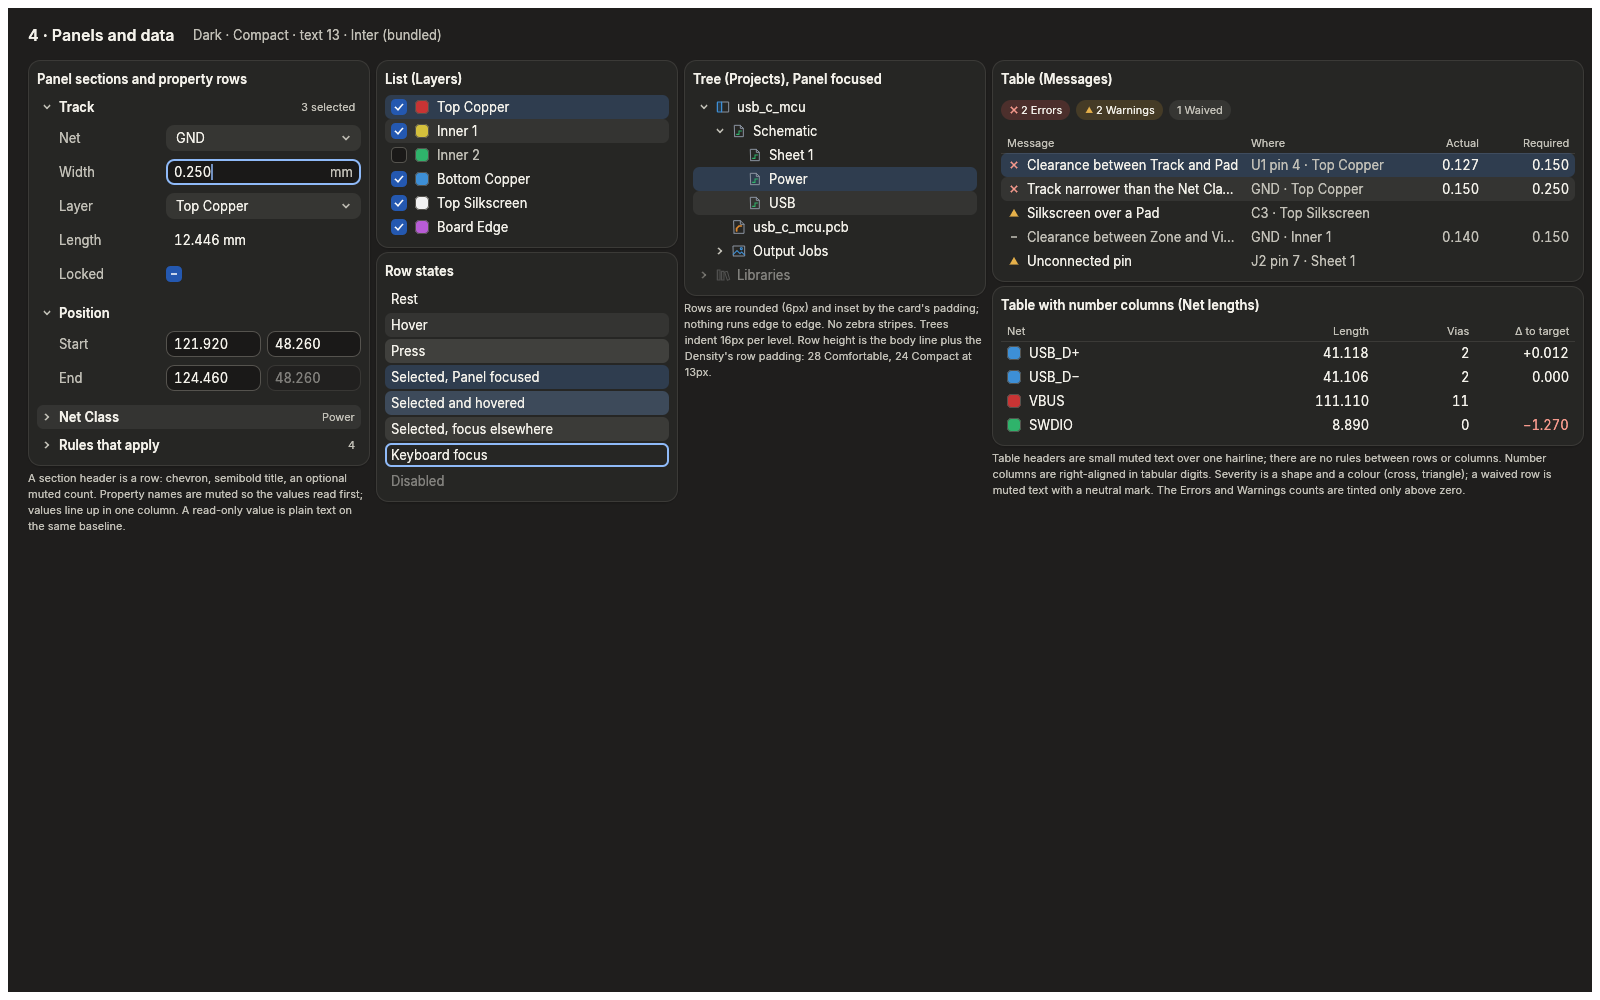 4 · Panels and data
Dark · Compact · text 13 · Inter (bundled)
Panel sections and property rows
Track
3 selected
Net
GND
Width
0.250
mm
Layer
Top Copper
Length
12.446 mm
Locked
Position
Start
121.920
48.260
End
124.460
48.260
Net Class
Power
Rules that apply
4
A section header is a row: chevron, semibold title, an optional
muted count. Property names are muted so the values read first;
values line up in one column. A read-only value is plain text on
the same baseline.
List (Layers)
Top Copper
Inner 1
Inner 2
Bottom Copper
Top Silkscreen
Board Edge
Row states
Rest
Hover
Press
Selected, Panel focused
Selected and hovered
Selected, focus elsewhere
Keyboard focus
Disabled
Tree (Projects), Panel focused
usb_c_mcu
Schematic
Sheet 1
Power
USB
usb_c_mcu.pcb
Output Jobs
Libraries
Rows are rounded (6px) and inset by the card's padding;
nothing runs edge to edge. No zebra stripes. Trees
indent 16px per level. Row height is the body line plus the
Density's row padding: 28 Comfortable, 24 Compact at
13px.
Table (Messages)
2 Errors
2 Warnings
1 Waived
Message Where Actual Required
Clearance between Track and Pad U1 pin 4 · Top Copper 0.127 0.150
Track narrower than the Net Cla... GND · Top Copper 0.150 0.250
Silkscreen over a Pad C3 · Top Silkscreen
Clearance between Zone and Vi... GND · Inner 1 0.140 0.150
Unconnected pin J2 pin 7 · Sheet 1
Table with number columns (Net lengths)
Net Length Vias Δ to target
USB_D+ 41.118 2 +0.012
USB_D− 41.106 2 0.000
VBUS 111.110 11
SWDIO 8.890 0 −1.270
Table headers are small muted text over one hairline; there are no rules between rows or columns. Number
columns are right-aligned in tabular digits. Severity is a shape and a colour (cross, triangle); a waived row is
muted text with a neutral mark. The Errors and Warnings counts are tinted only above zero.